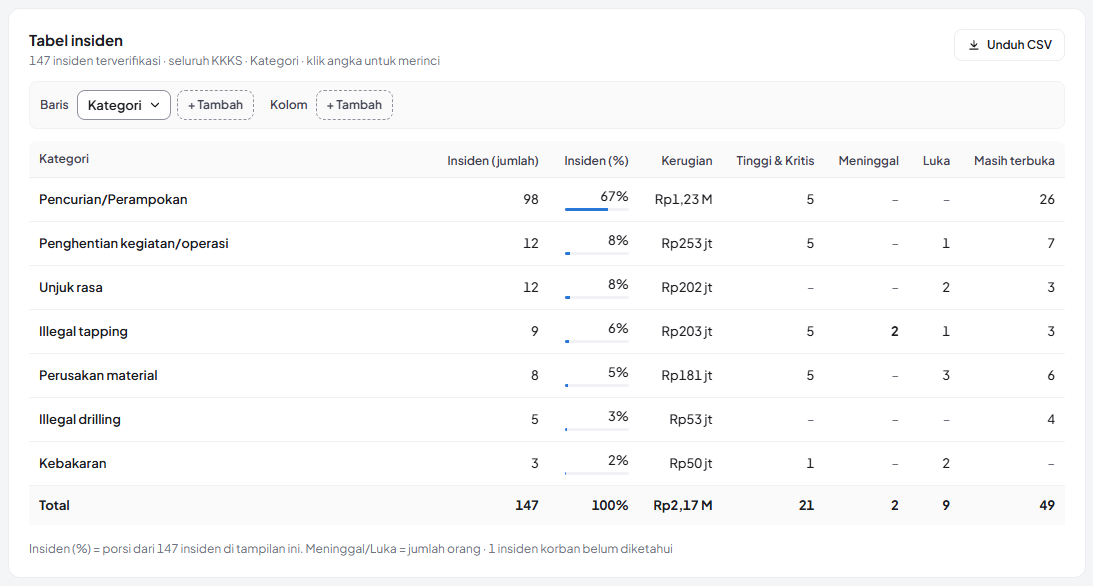 Tabel insiden
147 insiden terverifikasi · seluruh KKKS · Kategori · klik angka untuk merinci
Unduh CSV
Baris Kategori + Tambah Kolom + Tambah
Kategori Insiden (jumlah) Insiden (%) Kerugian Tinggi & Kritis Meninggal Luka Masih terbuka
Pencurian/Perampokan 98 67% Rp1,23 M 5 – – 26
Penghentian kegiatan/operasi 12 8% Rp253 jt 5 – 1 7
Unjuk rasa 12 8% Rp202 jt – – 2 3
Illegal tapping 9 6% Rp203 jt 5 2 1 3
Perusakan material 8 5% Rp181 jt 5 – 3 6
Illegal drilling 5 3% Rp53 jt – – – 4
Kebakaran 3 2% Rp50 jt 1 – 2 –
Total 147 100% Rp2,17 M 21 2 9 49
Insiden (%) = porsi dari 147 insiden di tampilan ini. Meninggal/Luka = jumlah orang · 1 insiden korban belum diketahui